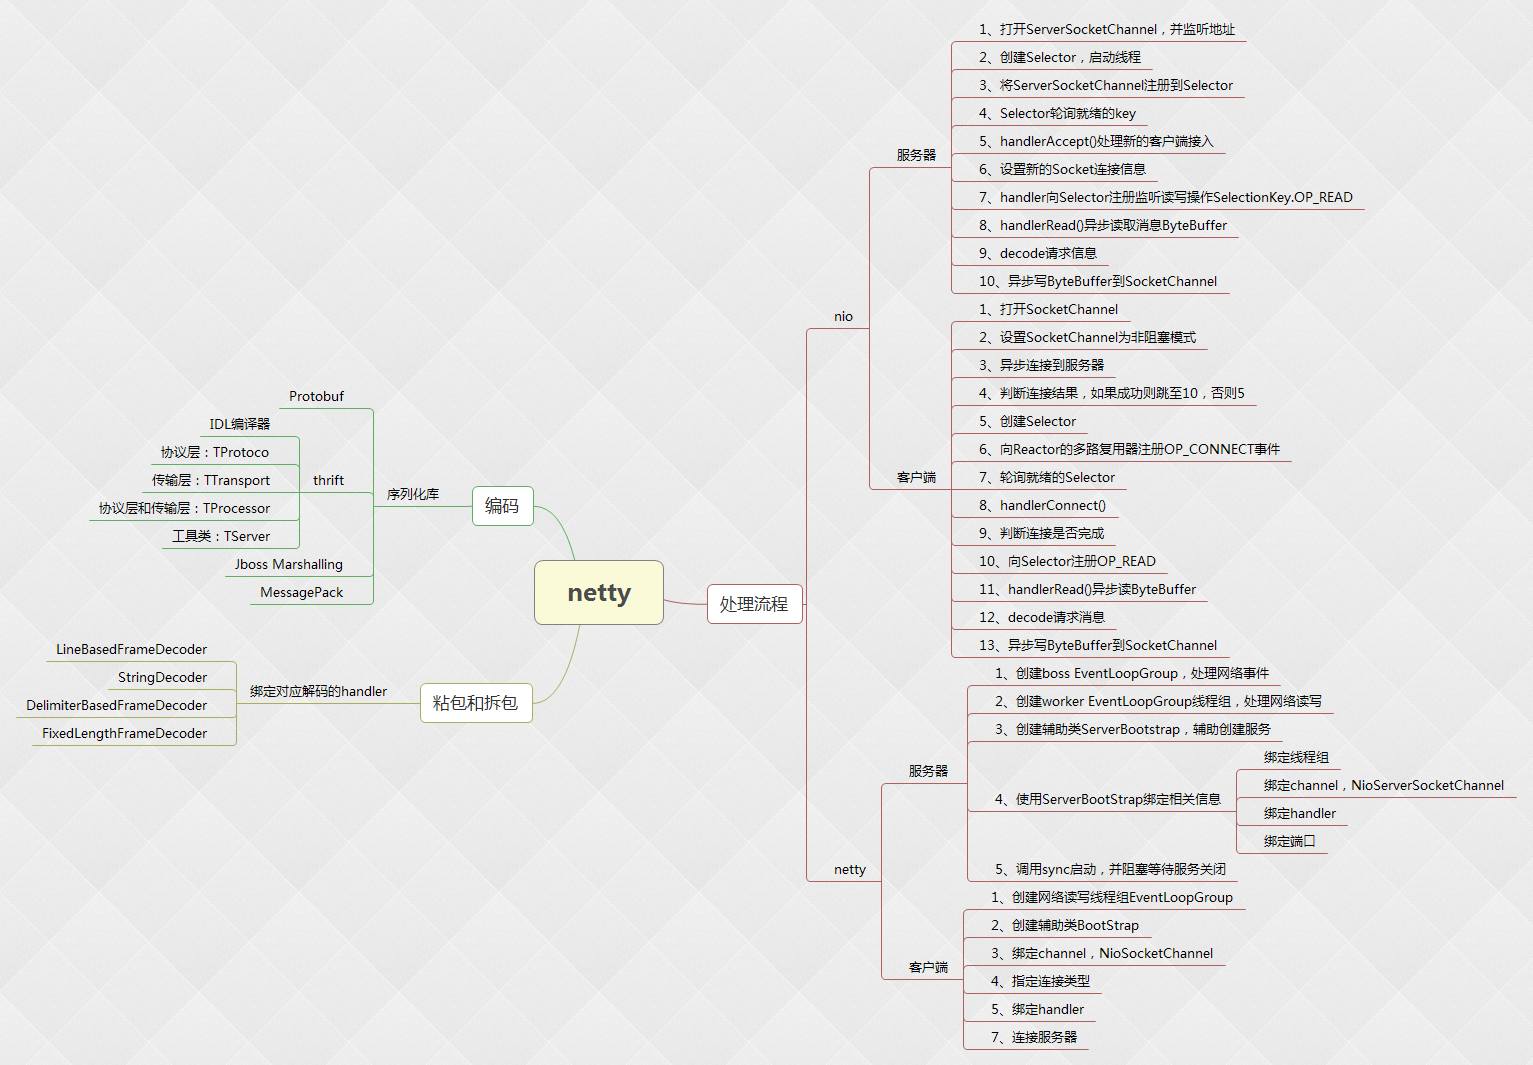 netty
处理流程
nio
服务器
1、打开ServerSocketChannel，并监听地址
2、创建Selector，启动线程
3、将ServerSocketChannel注册到Selector
4、Selector轮询就绪的key
5、handlerAccept()处理新的客户端接入
6、设置新的Socket连接信息
7、handler向Selector注册监听读写操作SelectionKey.OP_READ
8、handlerRead()异步读取消息ByteBuffer
9、decode请求信息
10、异步写ByteBuffer到SocketChannel
客户端
1、打开SocketChannel
2、设置SocketChannel为非阻塞模式
3、异步连接到服务器
4、判断连接结果，如果成功则跳至10，否则5
5、创建Selector
6、向Reactor的多路复用器注册OP_CONNECT事件
7、轮询就绪的Selector
8、handlerConnect()
9、判断连接是否完成
10、向Selector注册OP_READ
11、handlerRead()异步读ByteBuffer
12、decode请求消息
13、异步写ByteBuffer到SocketChannel
netty
服务器
1、创建boss EventLoopGroup，处理网络事件
2、创建worker EventLoopGroup线程组，处理网络读写
3、创建辅助类ServerBootstrap，辅助创建服务
4、使用ServerBootStrap绑定相关信息
绑定线程组
绑定channel，NioServerSocketChannel
绑定handler
绑定端口
5、调用sync启动，并阻塞等待服务关闭
客户端
1、创建网络读写线程组EventLoopGroup
2、创建辅助类BootStrap
3、绑定channel，NioSocketChannel
4、指定连接类型
5、绑定handler
7、连接服务器
编码
序列化库
Protobuf
thrift
IDL编译器
协议层：TProtoco
传输层：TTransport
协议层和传输层：TProcessor
工具类：TServer
Jboss Marshalling
MessagePack
粘包和拆包
绑定对应解码的handler
LineBasedFrameDecoder
StringDecoder
DelimiterBasedFrameDecoder
FixedLengthFrameDecoder